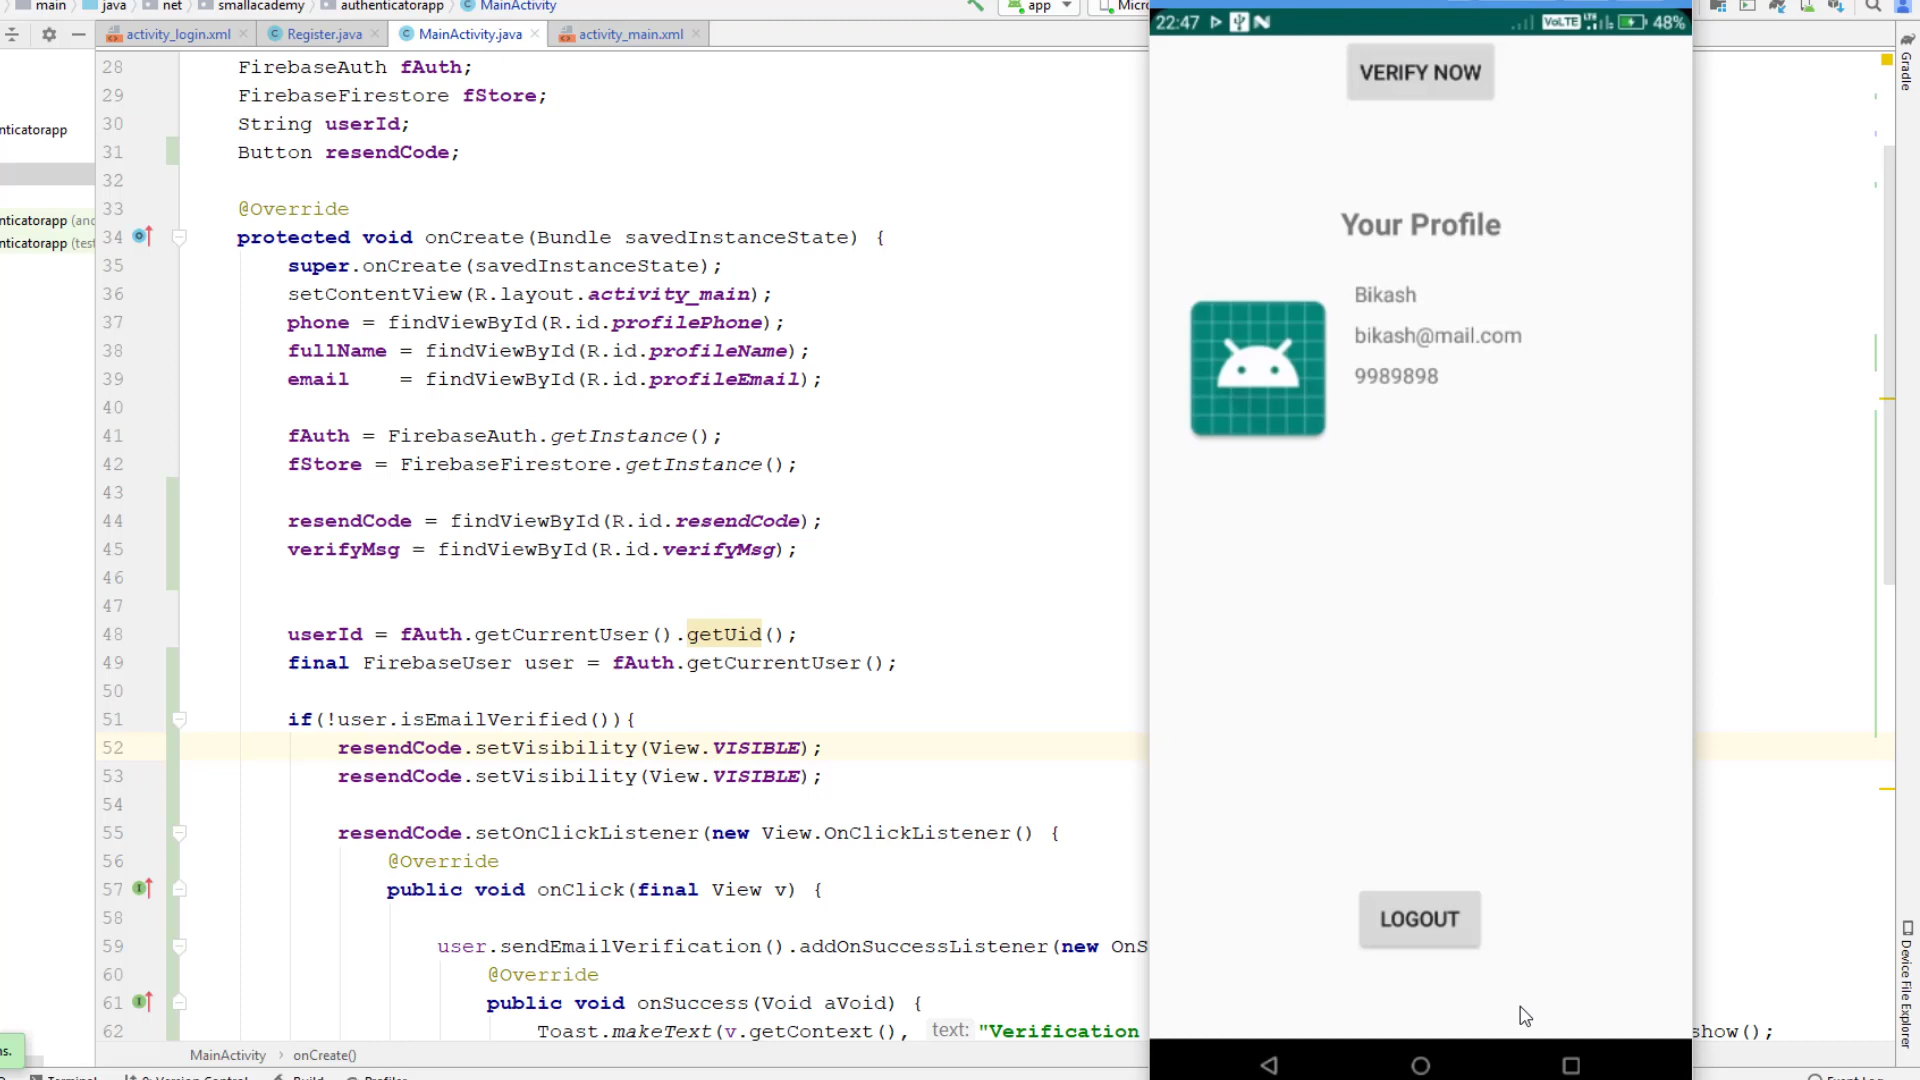 main java net smallacademy authenticatorapp MainActivity
app
activity_login.xml Register.java MainActivity.java activity_main.xml
nticatorapp
nticatorapp (and
nticatorapp (test
28 FirebaseAuth fAuth;
29 FirebaseFirestore fStore;
30 String userId;
31 Button resendCode;
32
33 @Override
34 protected void onCreate(Bundle savedInstanceState) {
35 super.onCreate(savedInstanceState);
36 setContentView(R.layout.activity_main);
37 phone = findViewById(R.id.profilePhone);
38 fullName = findViewById(R.id.profileName);
39 email = findViewById(R.id.profileEmail);
40
41 fAuth = FirebaseAuth.getInstance();
42 fStore = FirebaseFirestore.getInstance();
43
44 resendCode = findViewById(R.id.resendCode);
45 verifyMsg = findViewById(R.id.verifyMsg);
46
47
48 userId = fAuth.getCurrentUser().getUid();
49 final FirebaseUser user = fAuth.getCurrentUser();
50
51 if(!user.isEmailVerified()){
52 resendCode.setVisibility(View.VISIBLE);
53 resendCode.setVisibility(View.VISIBLE);
54
55 resendCode.setOnClickListener(new View.OnClickListener() {
56 @Override
57 public void onClick(final View v) {
58
59 user.sendEmailVerification().addOnSuccessListener(new OnS
60 @Override
61 public void onSuccess(Void aVoid) {
62 Toast.makeText(v.getContext(), text: "Verification show();
MainActivity › onCreate()
22:47 VoLTE LTE 48%
VERIFY NOW
Your Profile
Bikash
bikash@mail.com
9989898
LOGOUT
Gradle
Device File Explorer
ns.